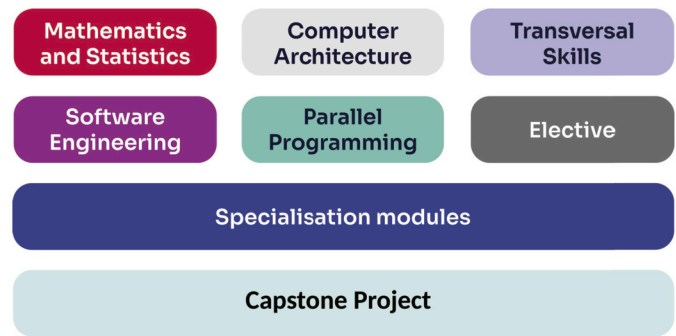 Mathematics
and Statistics
Computer
Architecture
Transversal
Skills
Software
Engineering
Parallel
Programming
Elective
Specialisation modules
Capstone Project